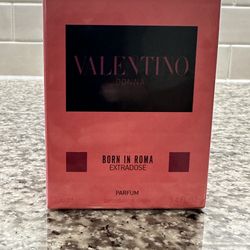 VALENTINO
DONNA
BORN IN ROMA
EXTRADOSE
PARFUM